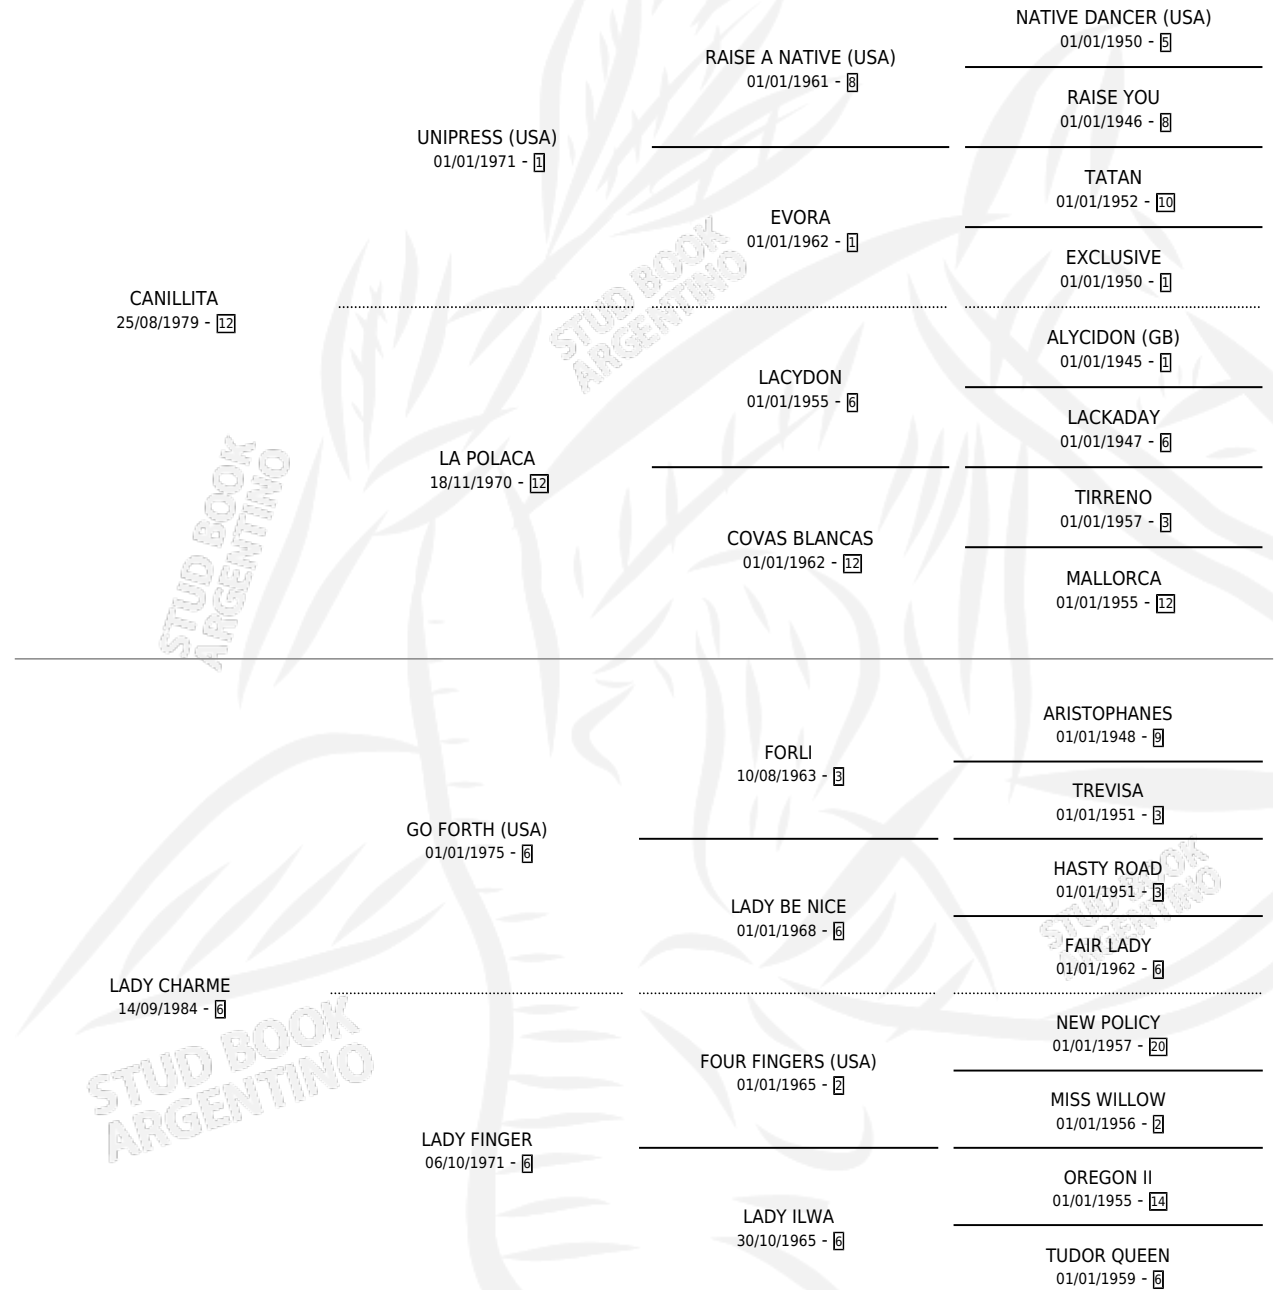 NATIVE DANCER (USA)
01/01/1950 - 5
RAISE A NATIVE (USA)
01/01/1961 - 8
RAISE YOU
01/01/1946 - 8
UNIPRESS (USA)
01/01/1971 - 1
TATAN
01/01/1952 - 10
EVORA
01/01/1962 - 1
EXCLUSIVE
01/01/1950 - 1
CANILLITA
25/08/1979 - 12
STUD BOOK
ARGENTINO
ALYCIDON (GB)
01/01/1945 - 1
LACYDON
01/01/1955 - 6
LACKADAY
01/01/1947 - 6
LA POLACA
18/11/1970 - 12
TIRRENO
01/01/1957 - 3
COVAS BLANCAS
01/01/1962 - 12
MALLORCA
01/01/1955 - 12
STUD BOOK
ARGENTINO
ARISTOPHANES
01/01/1948 - 9
FORLI
10/08/1963 - 3
TREVISA
01/01/1951 - 3
GO FORTH (USA)
01/01/1975 - 6
HASTY ROAD
01/01/1951 - 3
LADY BE NICE
01/01/1968 - 6
STUD BOOK
ARGENTINO
FAIR LADY
01/01/1962 - 6
LADY CHARME
14/09/1984 - 6
STUD BOOK
ARGENTINO
NEW POLICY
01/01/1957 - 20
FOUR FINGERS (USA)
01/01/1965 - 2
MISS WILLOW
01/01/1956 - 2
LADY FINGER
06/10/1971 - 6
OREGON II
01/01/1955 - 14
LADY ILWA
30/10/1965 - 6
TUDOR QUEEN
01/01/1959 - 6